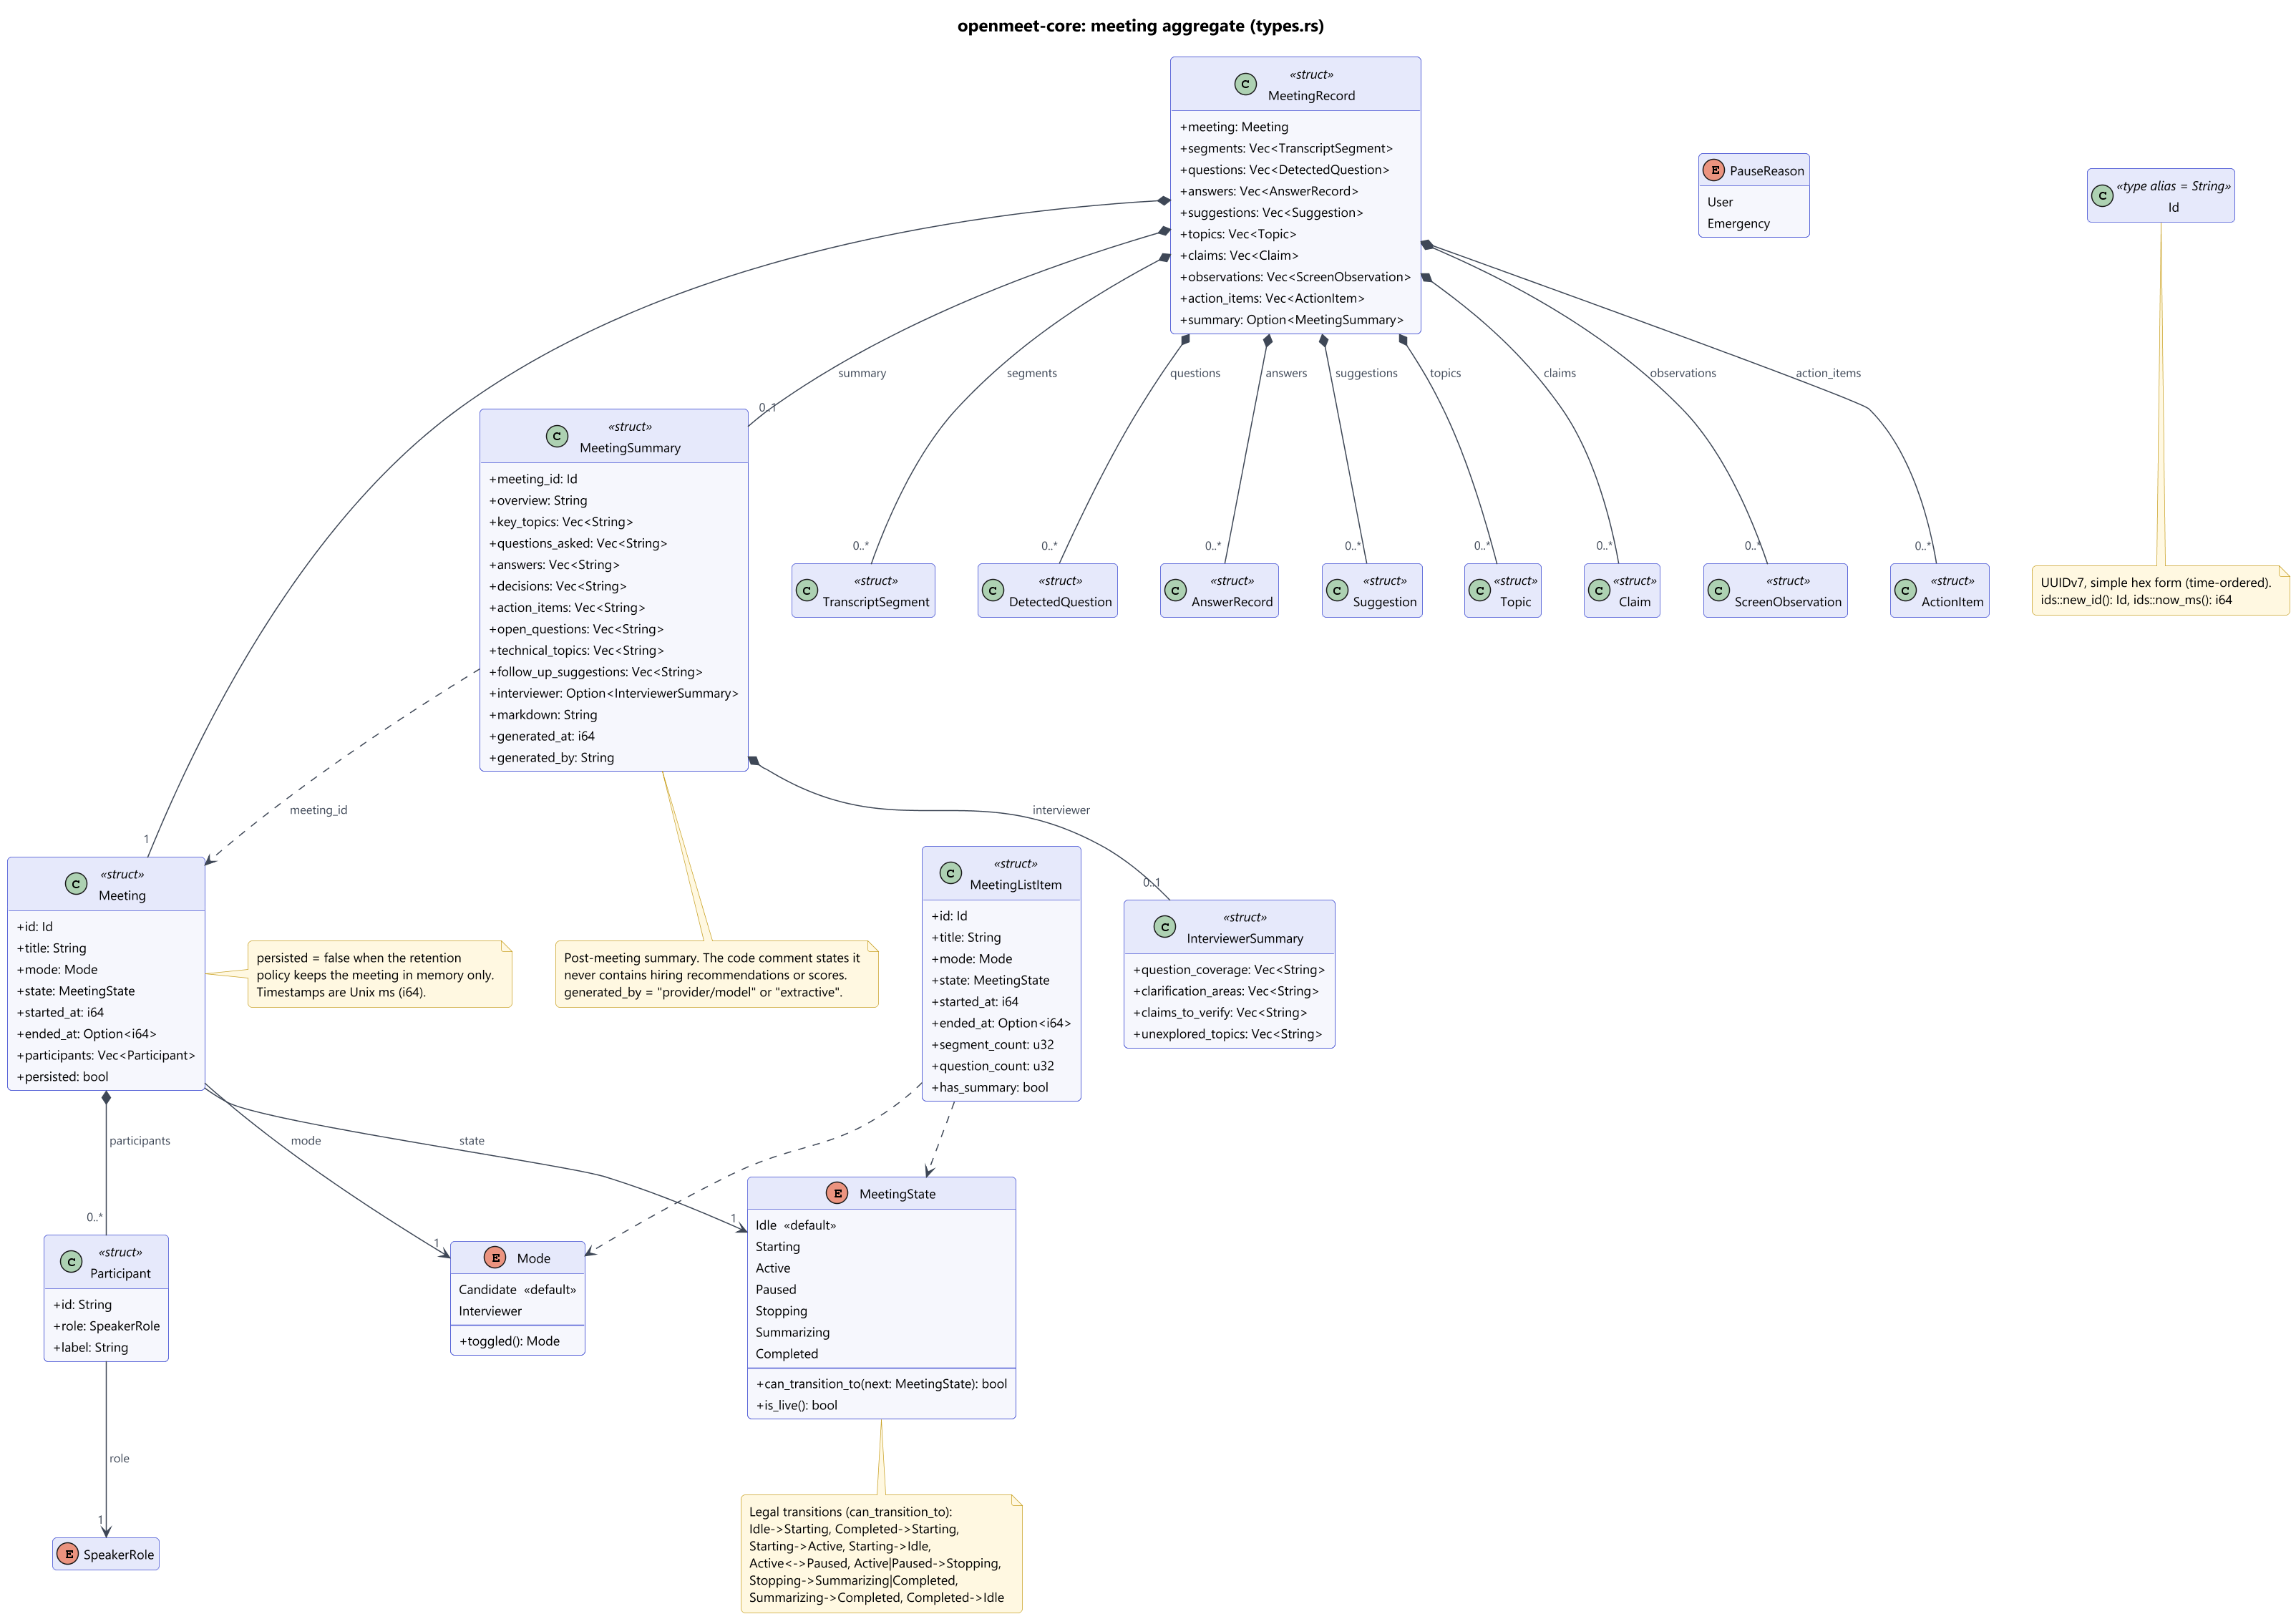 openmeet-core: meeting aggregate (types.rs)
C
«struct»
MeetingRecord
+meeting: Meeting
+segments: Vec<TranscriptSegment>
+questions: Vec<DetectedQuestion>
+answers: Vec<AnswerRecord>
+suggestions: Vec<Suggestion>
+topics: Vec<Topic>
+claims: Vec<Claim>
+observations: Vec<ScreenObservation>
+action_items: Vec<ActionItem>
+summary: Option<MeetingSummary>
E PauseReason
User
Emergency
C
«type alias = String»
Id
summary
segments
questions
answers
suggestions
topics
claims
observations
action_items
0..1
C
«struct»
MeetingSummary
+meeting_id: Id
+overview: String
+key_topics: Vec<String>
+questions_asked: Vec<String>
+answers: Vec<String>
+decisions: Vec<String>
+action_items: Vec<String>
+open_questions: Vec<String>
+technical_topics: Vec<String>
+follow_up_suggestions: Vec<String>
+interviewer: Option<InterviewerSummary>
+markdown: String
+generated_at: i64
+generated_by: String
0..*
0..*
0..*
0..*
0..*
0..*
0..*
0..*
C
«struct»
TranscriptSegment
C
«struct»
DetectedQuestion
C
«struct»
AnswerRecord
C
«struct»
Suggestion
C
«struct»
Topic
C
«struct»
Claim
C
«struct»
ScreenObservation
C
«struct»
ActionItem
UUIDv7, simple hex form (time-ordered).
ids::new_id(): Id, ids::now_ms(): i64
meeting_id
interviewer
1
C
«struct»
Meeting
+id: Id
+title: String
+mode: Mode
+state: MeetingState
+started_at: i64
+ended_at: Option<i64>
+participants: Vec<Participant>
+persisted: bool
persisted = false when the retention
policy keeps the meeting in memory only.
Timestamps are Unix ms (i64).
Post-meeting summary. The code comment states it
never contains hiring recommendations or scores.
generated_by = "provider/model" or "extractive".
C
«struct»
MeetingListItem
+id: Id
+title: String
+mode: Mode
+state: MeetingState
+started_at: i64
+ended_at: Option<i64>
+segment_count: u32
+question_count: u32
+has_summary: bool
0..1
C
«struct»
InterviewerSummary
+question_coverage: Vec<String>
+clarification_areas: Vec<String>
+claims_to_verify: Vec<String>
+unexplored_topics: Vec<String>
participants
mode
state
0..*
1
1
C
«struct»
Participant
+id: String
+role: SpeakerRole
+label: String
E Mode
Candidate «default»
Interviewer
+toggled(): Mode
E MeetingState
Idle «default»
Starting
Active
Paused
Stopping
Summarizing
Completed
+can_transition_to(next: MeetingState): bool
+is_live(): bool
role
1
E SpeakerRole
Legal transitions (can_transition_to):
Idle->Starting, Completed->Starting,
Starting->Active, Starting->Idle,
Active<->Paused, Active|Paused->Stopping,
Stopping->Summarizing|Completed,
Summarizing->Completed, Completed->Idle